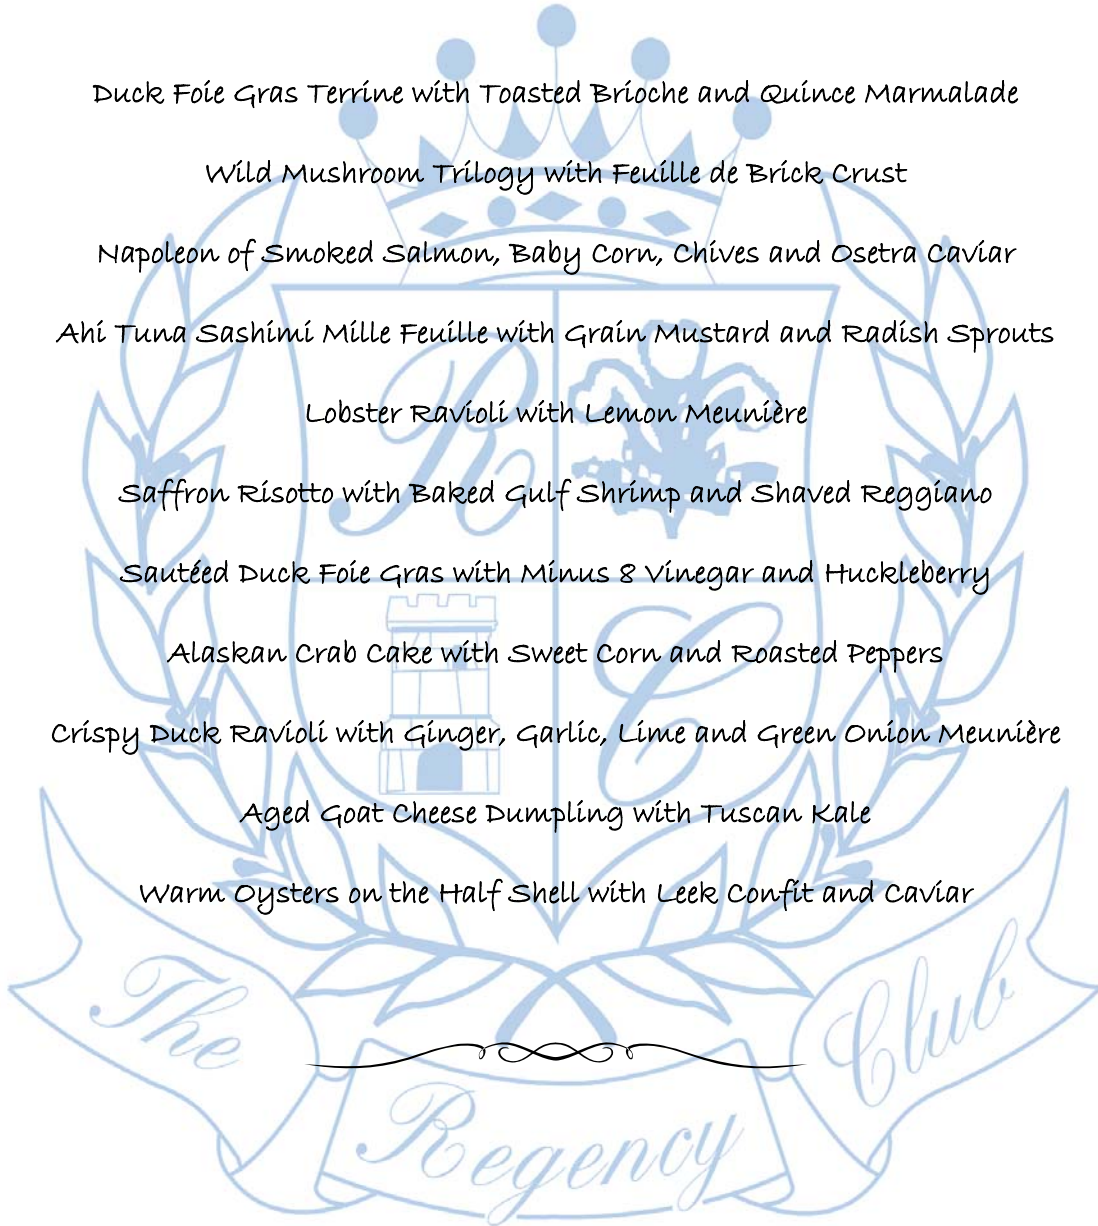 Duck Foie Gras Terrine with Toasted Brioche and Quince Marmalade
Wild Mushroom Trilogy with Feuille de Brick Crust
Napoleon of Smoked Salmon, Baby Corn, Chives and Osetra Caviar
Ahi Tuna Sashimi Mille Feuille with Grain Mustard and Radish Sprouts
Lobster Ravioli with Lemon Meunière
Saffron Risotto with Baked Gulf Shrimp and Shaved Reggiano
Sautéed Duck Foie Gras with Minus 8 Vinegar and Huckleberry
Alaskan Crab Cake with Sweet Corn and Roasted Peppers
Crispy Duck Ravioli with Ginger, Garlic, Lime and Green Onion Meunière
Aged Goat Cheese Dumpling with Tuscan Kale
Warm Oysters on the Half Shell with Leek Confit and Caviar
R
C
The Regency Club